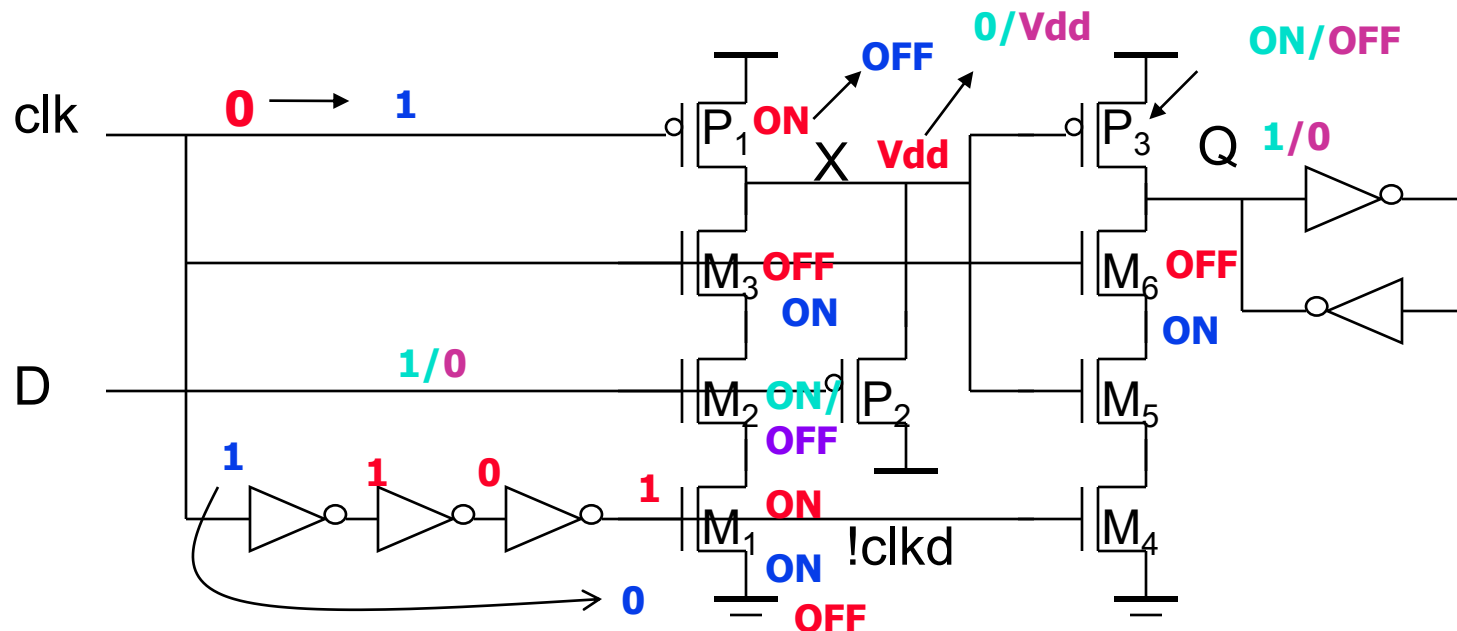 0/Vdd
ON/OFF
OFF
clk
0
1
P1
ON
P3
X
Vdd
Q
1/0
M3
OFF
M6
OFF
ON
ON
1/0
D
M2
ON/
OFF
P2
M5
1
1
0
1
M1
ON
M4
!clkd
ON
0
OFF